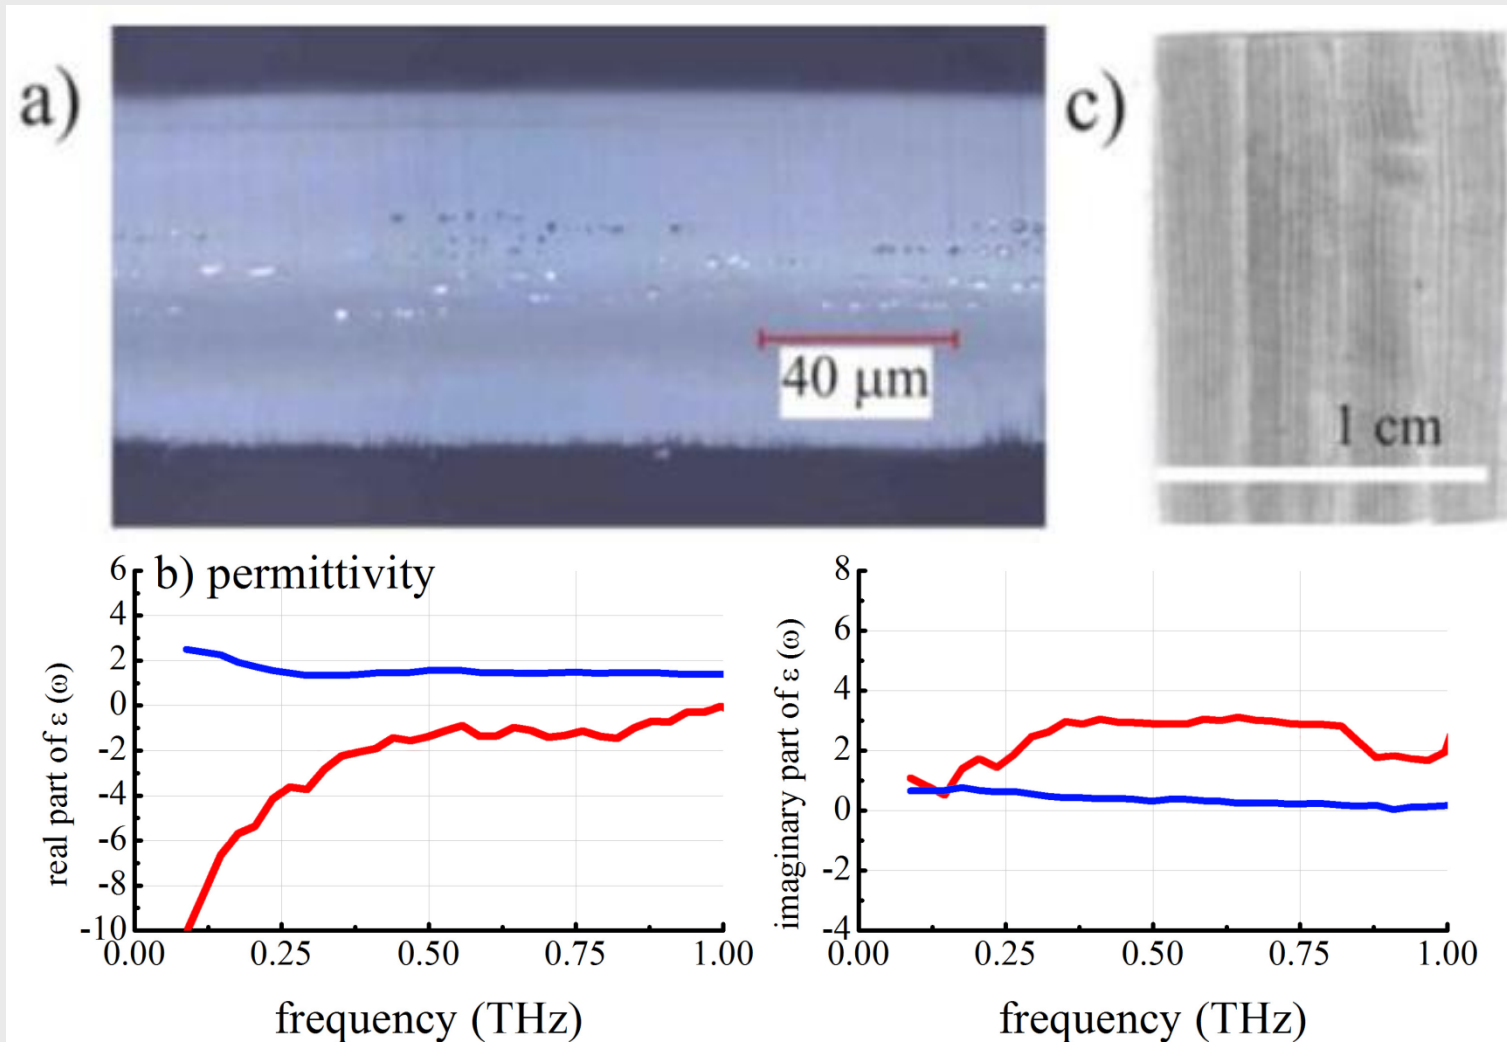 a)
40 μm
c)
1 cm
b) permittivity
real part of ε (ω)
6
4
2
0
-2
-4
-6
-8
-10
0.00 0.25 0.50 0.75 1.00
frequency (THz)
imaginary part of ε (ω)
8
6
4
2
0
-2
-4
0.00 0.25 0.50 0.75 1.00
frequency (THz)